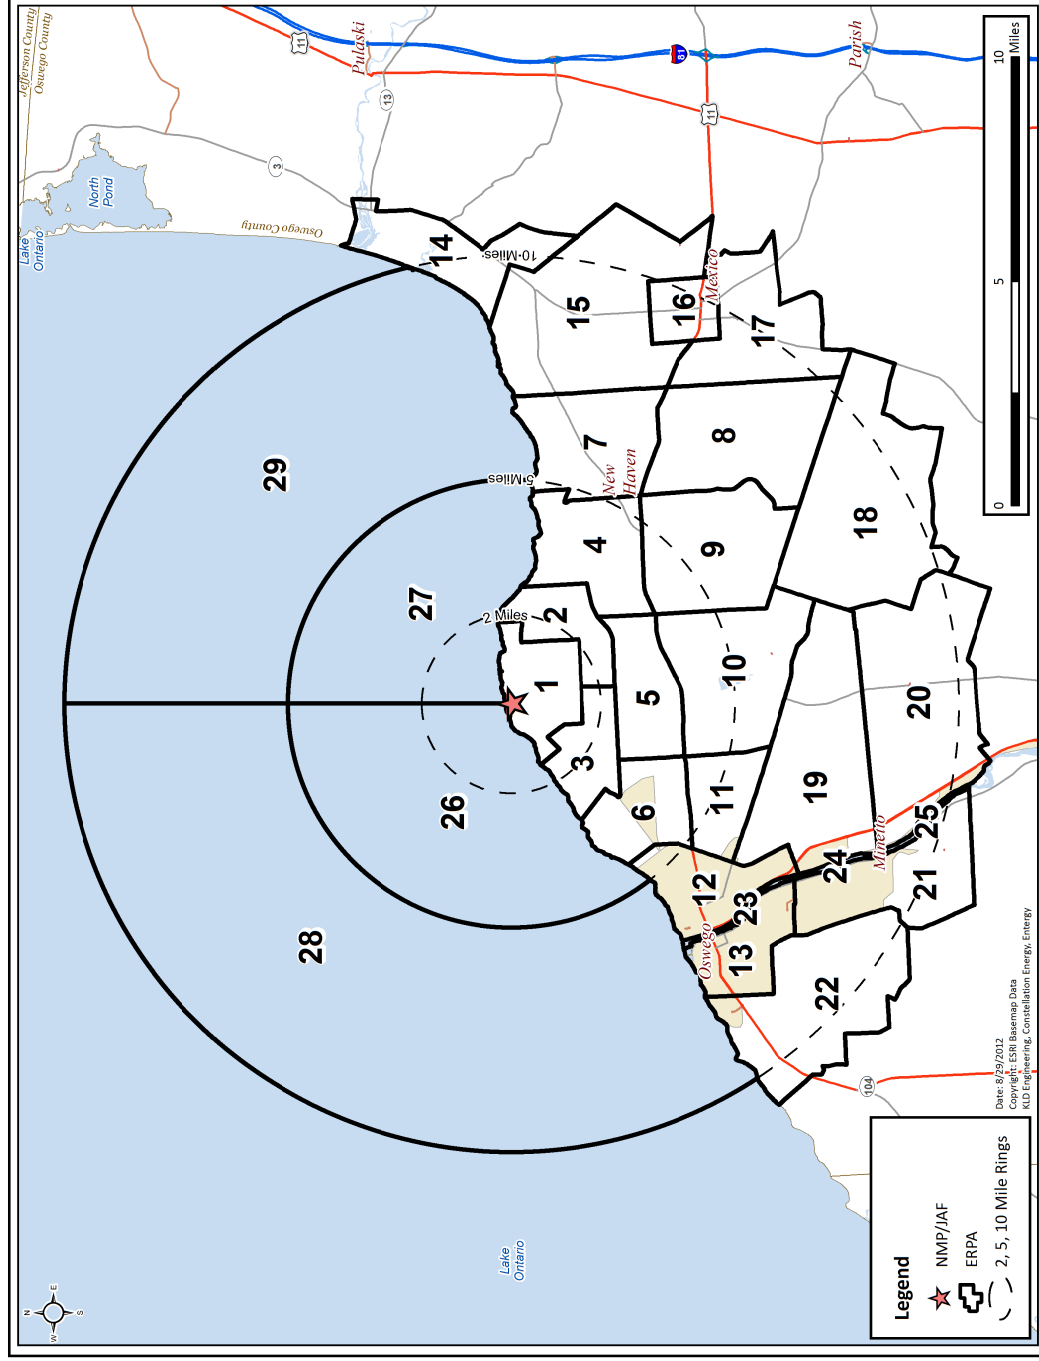 Jefferson County
Oswego County
11
Pulaski
13
3
Lake
Ontario
North
Pond
Oswego County
81
11
Parish
14
10 Miles
15
16
Mexico
17
29
5 Miles
7
New
Haven
8
4
9
18
27
2 Miles
2
1
26
3
5
10
6
11
19
20
28
12
Oswego
23
13
24
Minetto
25
21
22
104
Lake
Ontario
N
W
E
S
0
5
10
Miles
Legend
NMP/JAF
ERPA
2, 5, 10 Mile Rings
Date: 8/29/2012
Copyright: ESRI Basemap Data
KLD Engineering, Constellation Energy, Entergy